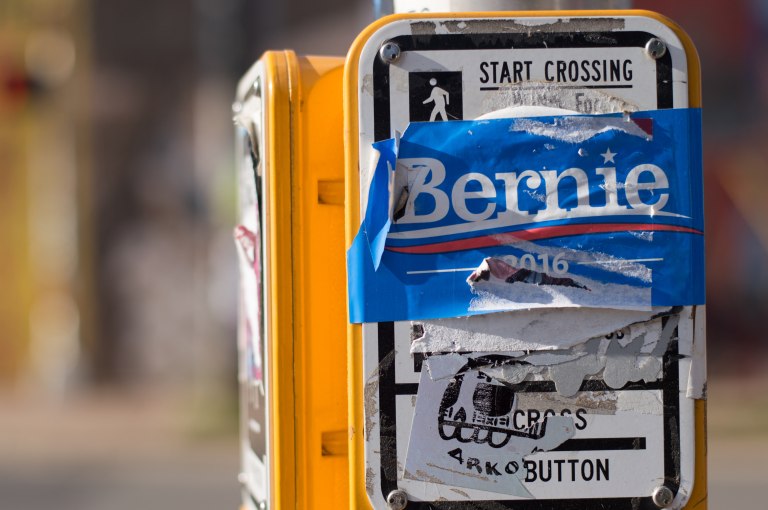 START CROSSING
Bernie
2016
CROSS
ARKO
BUTTON